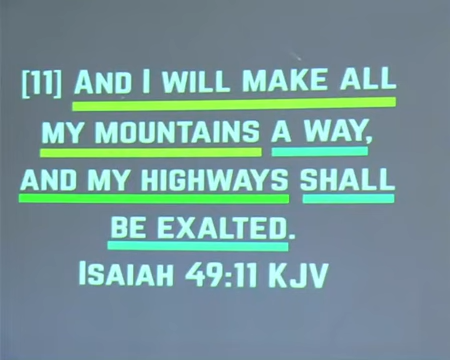 [11] And I will make all
my mountains a way,
and my highways shall
be exalted.
Isaiah 49:11 KJV